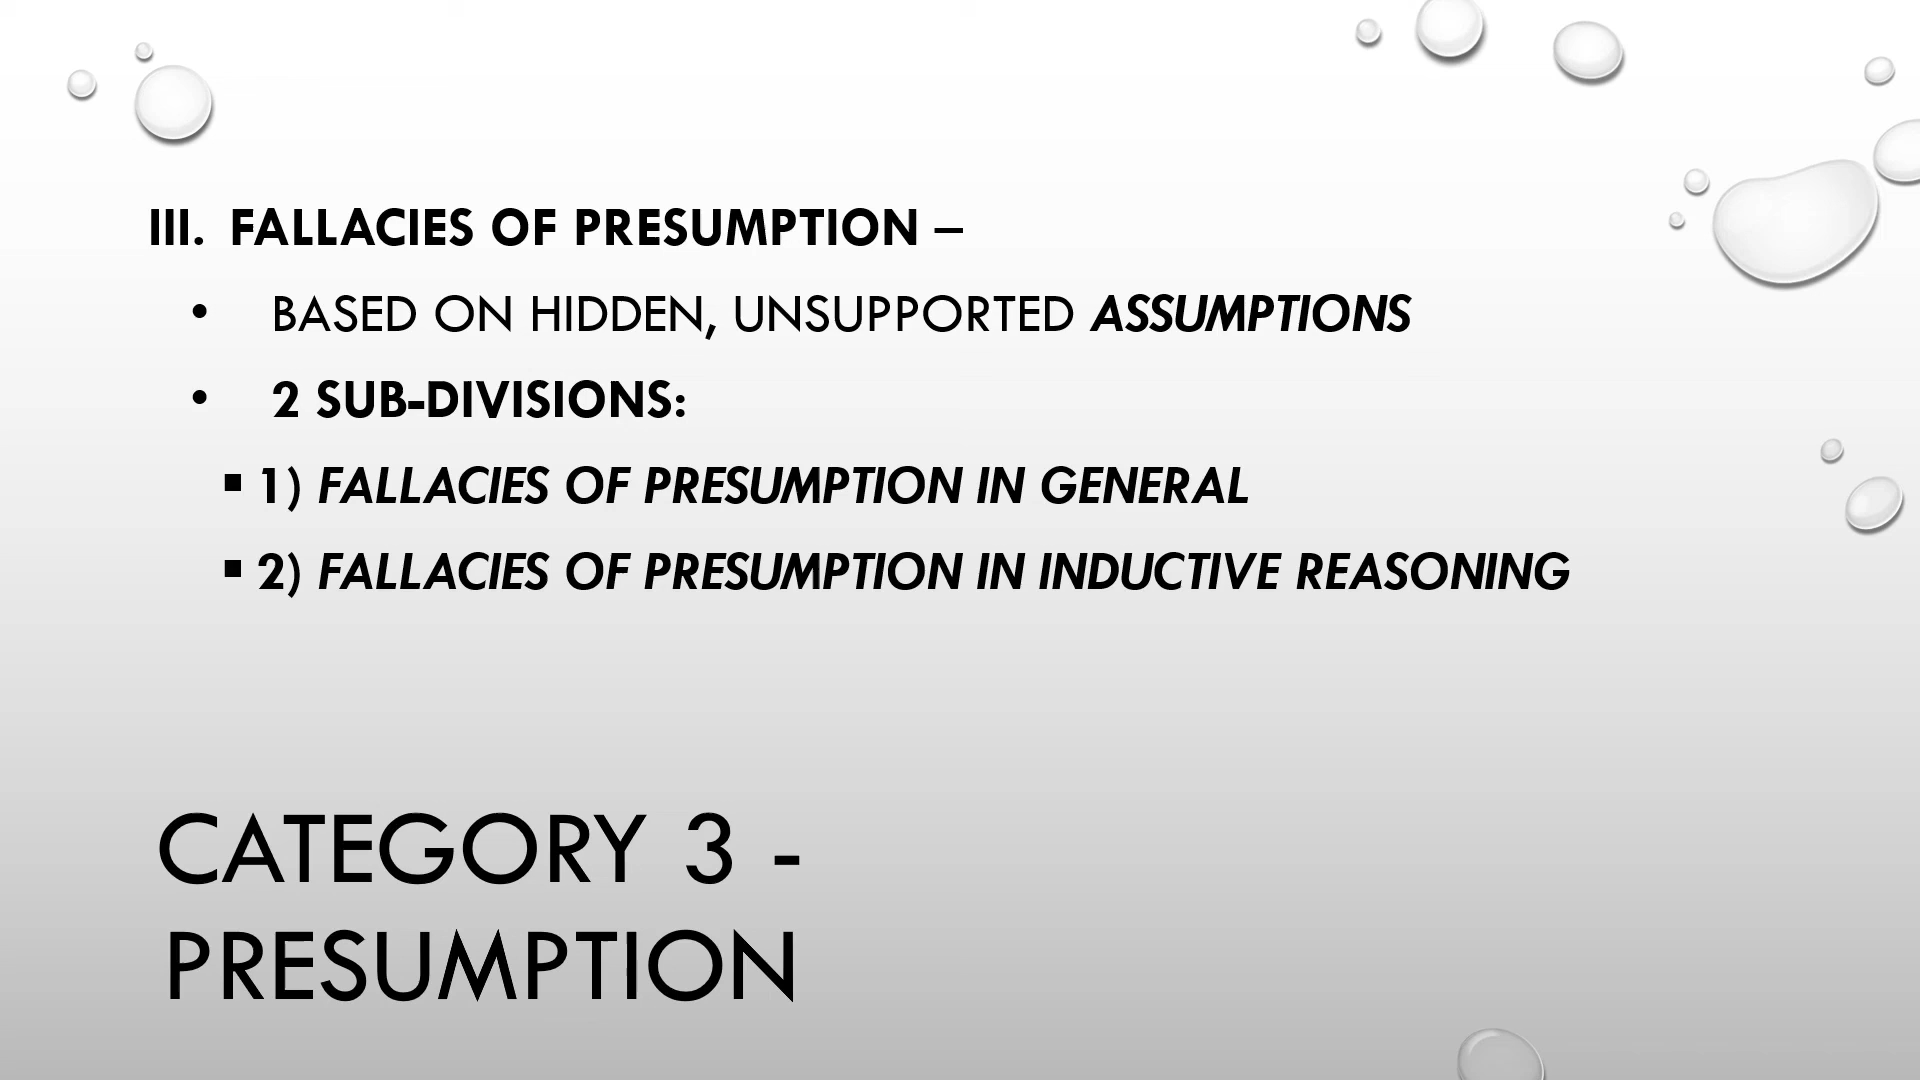 III. FALLACIES OF PRESUMPTION –
• BASED ON HIDDEN, UNSUPPORTED ASSUMPTIONS
• 2 SUB-DIVISIONS:
▪ 1) FALLACIES OF PRESUMPTION IN GENERAL
▪ 2) FALLACIES OF PRESUMPTION IN INDUCTIVE REASONING
CATEGORY 3 -
PRESUMPTION